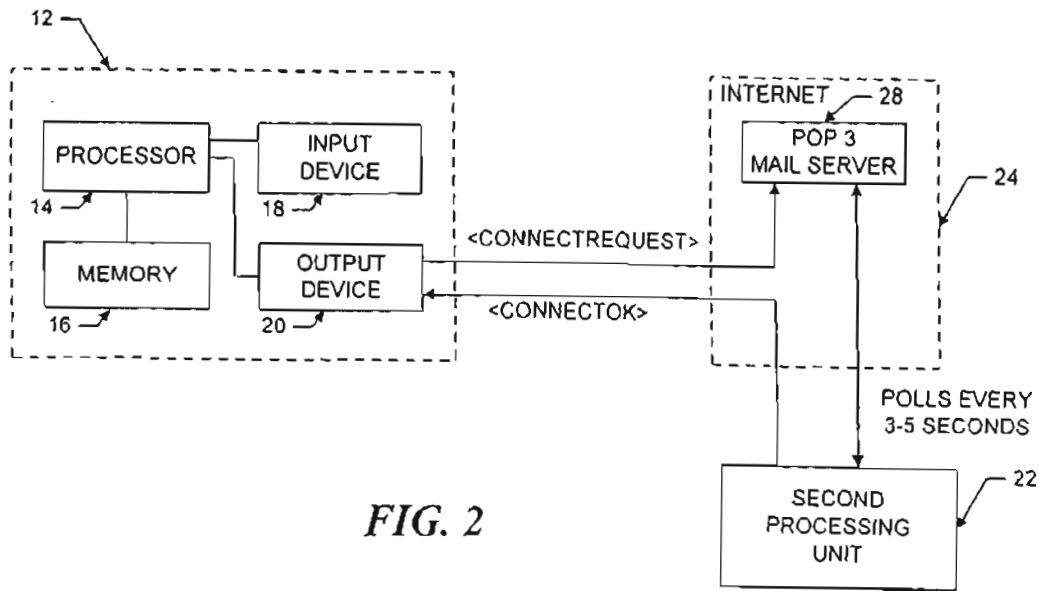 12
INTERNET
28
PROCESSOR
INPUT
DEVICE
POP 3
MAIL SERVER
24
14
18
<CONNECTREQUEST>
MEMORY
OUTPUT
DEVICE
<CONNECTOK>
16
20
POLLS EVERY
3-5 SECONDS
22
SECOND
PROCESSING
UNIT
FIG. 2